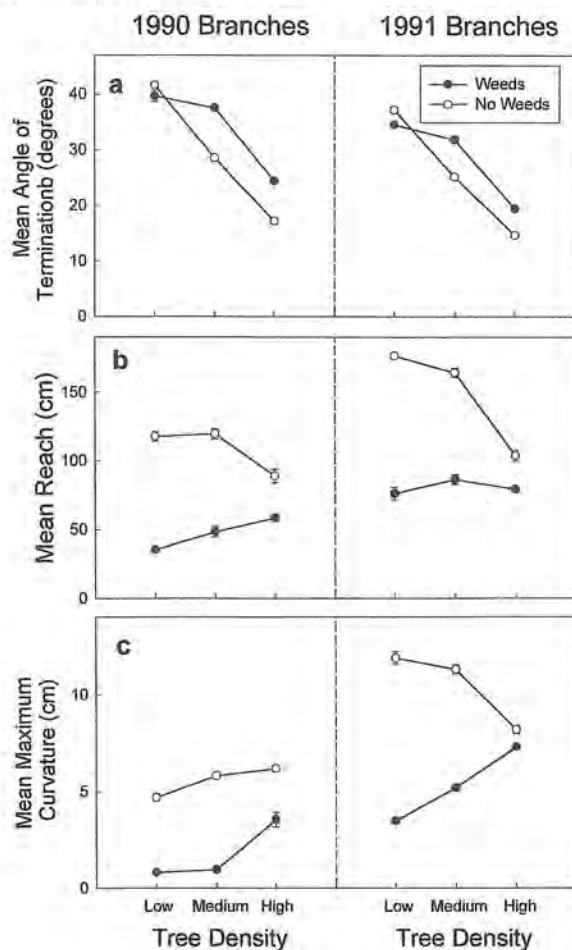 1990 Branches 1991 Branches
a
Weeds
No Weeds
Mean Angle of
Terminationb (degrees)
40
30
20
10
0
b
Mean Reach (cm)
150
100
50
0
c
Mean Maximum
Curvature (cm)
10
5
0
Low Medium High Low Medium High
Tree Density Tree Density